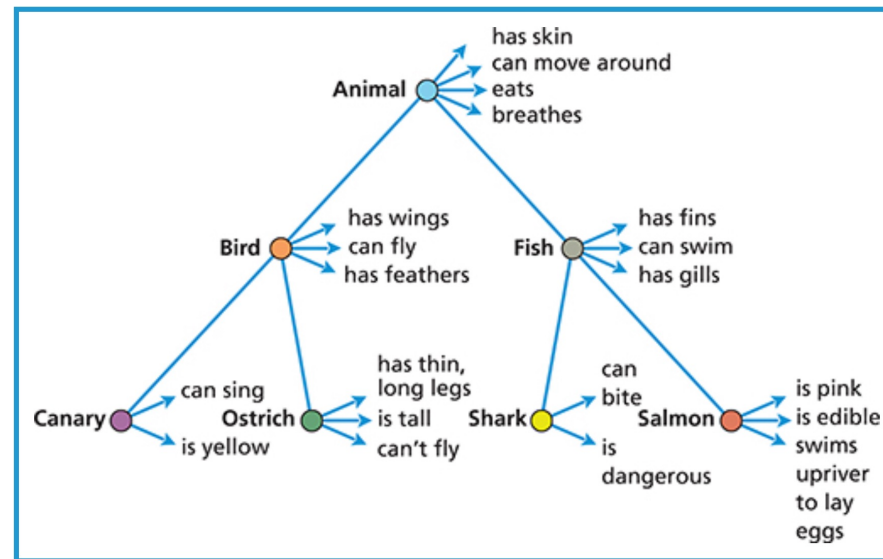 has skin
can move around
Animal
eats
breathes
has wings
Bird
can fly
has feathers
has fins
Fish
can swim
has gills
can sing
Canary
is yellow
has thin,
long legs
Ostrich
is tall
can't fly
can
bite
Shark
is
dangerous
is pink
Salmon
is edible
swims
upriver
to lay
eggs